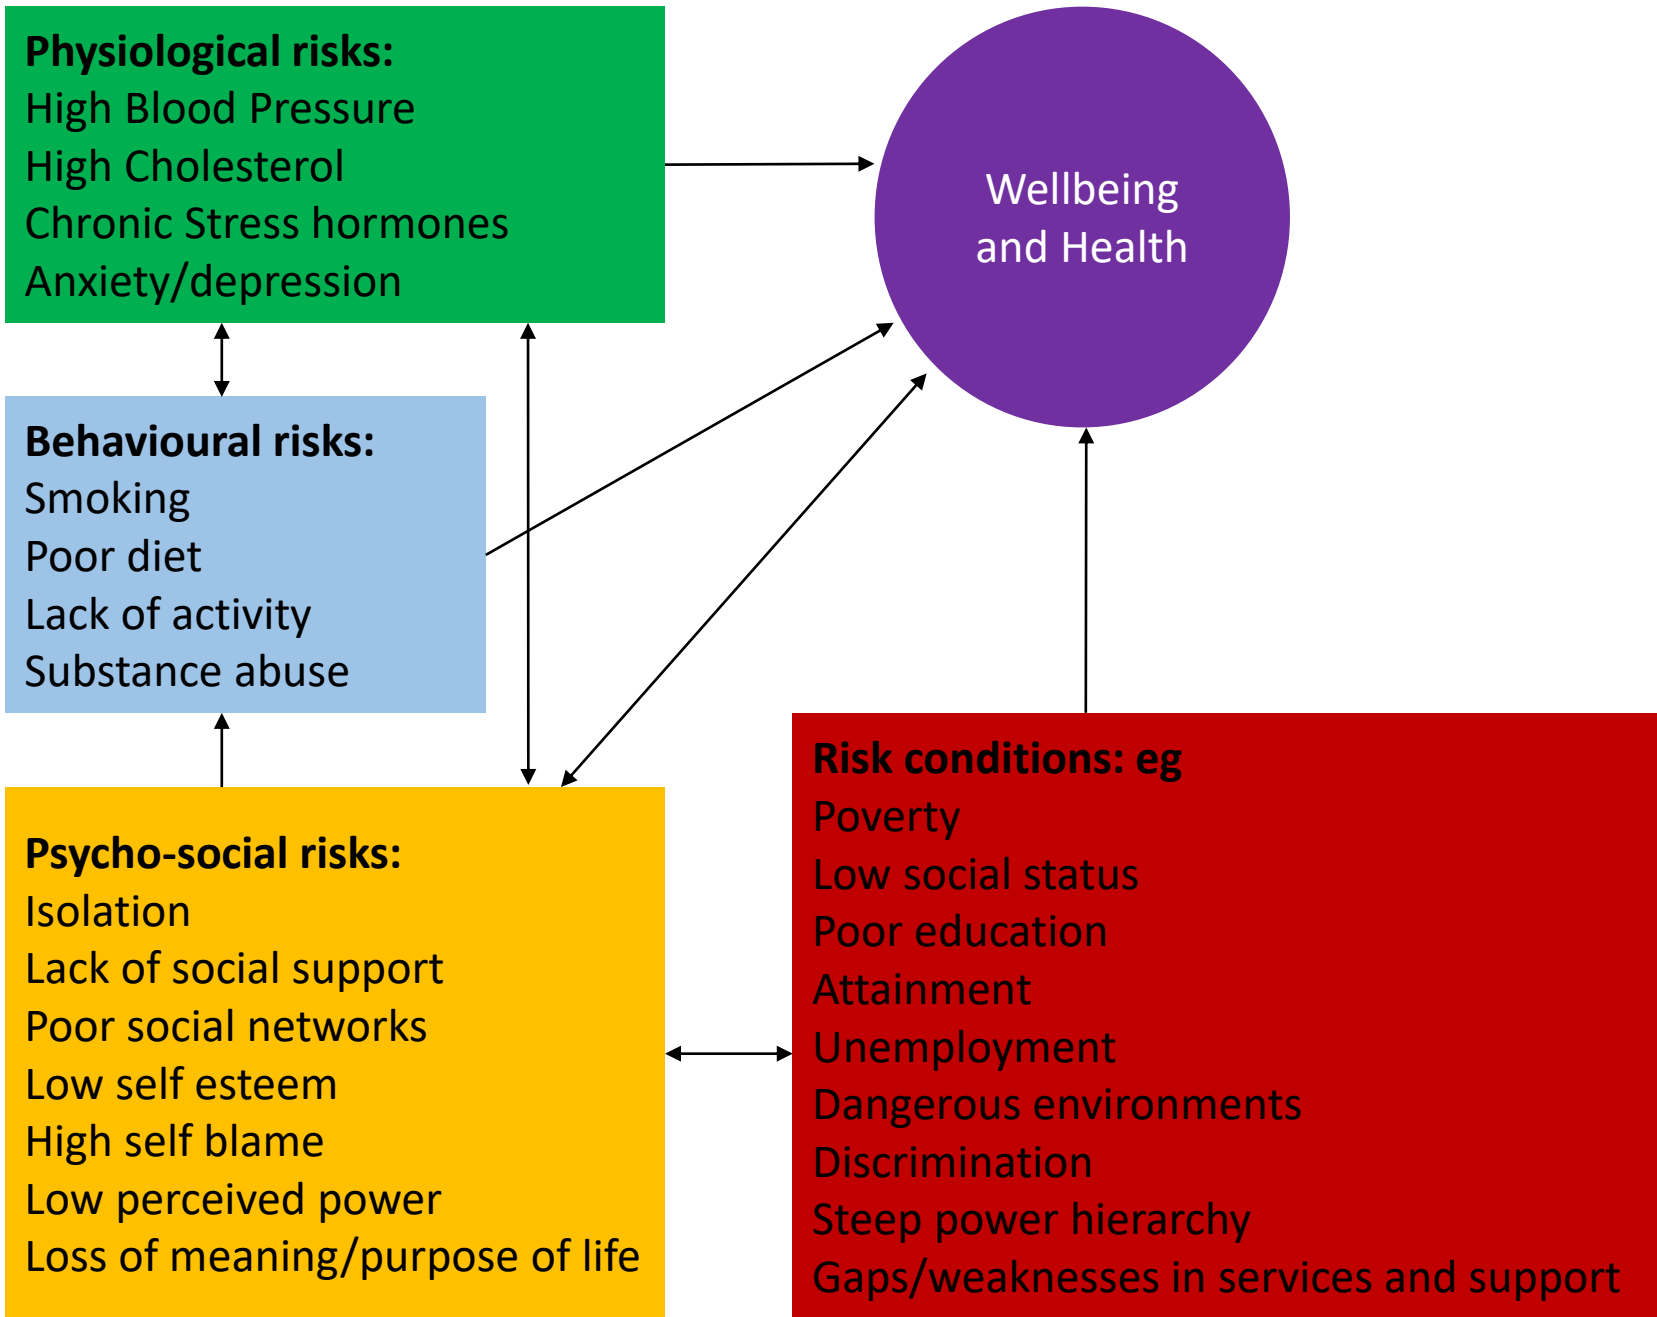 Physiological risks:
High Blood Pressure
High Cholesterol
Chronic Stress hormones
Anxiety/depression
Wellbeing
and Health
Behavioural risks:
Smoking
Poor diet
Lack of activity
Substance abuse
Psycho-social risks:
Isolation
Lack of social support
Poor social networks
Low self esteem
High self blame
Low perceived power
Loss of meaning/purpose of life
Risk conditions: eg
Poverty
Low social status
Poor education
Attainment
Unemployment
Dangerous environments
Discrimination
Steep power hierarchy
Gaps/weaknesses in services and support